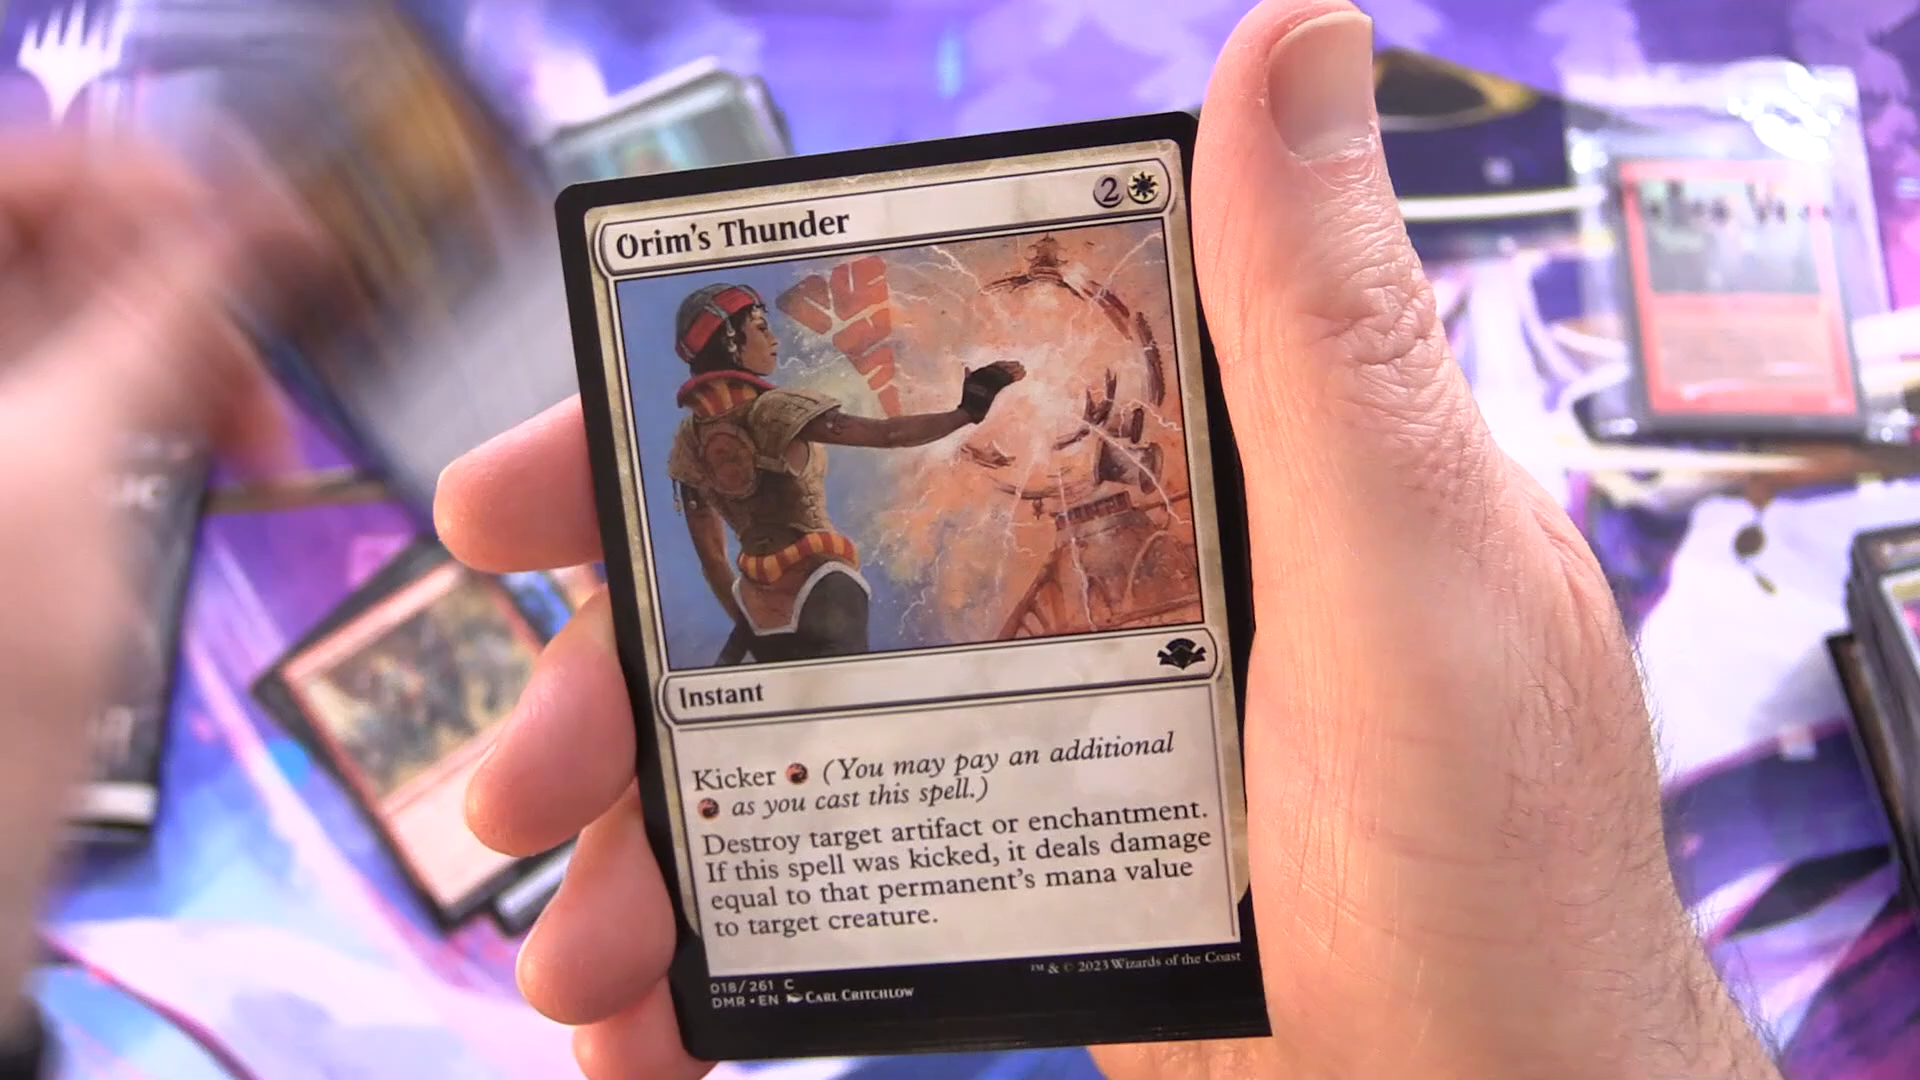 Orim's Thunder
2
Instant
Kicker (You may pay an additional
as you cast this spell.)
Destroy target artifact or enchantment.
If this spell was kicked, it deals damage
equal to that permanent's mana value
to target creature.
™ & © 2023 Wizards of the Coast
018/261 C
DMR • EN CARL CRITCHLOW